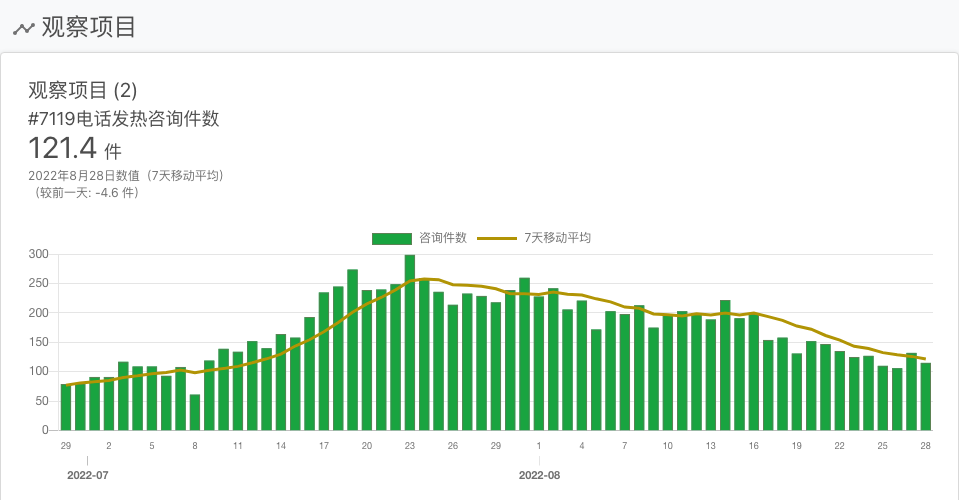 观察项目
观察项目 (2)
#7119电话发热咨询件数
121.4 件
2022年8月28日数值（7天移动平均）
（较前一天: -4.6 件）
咨询件数 7天移动平均
300
250
200
150
100
50
0
29 2 5 8 11 14 17 20 23 26 29 1 4 7 10 13 16 19 22 25 28
2022-07 2022-08